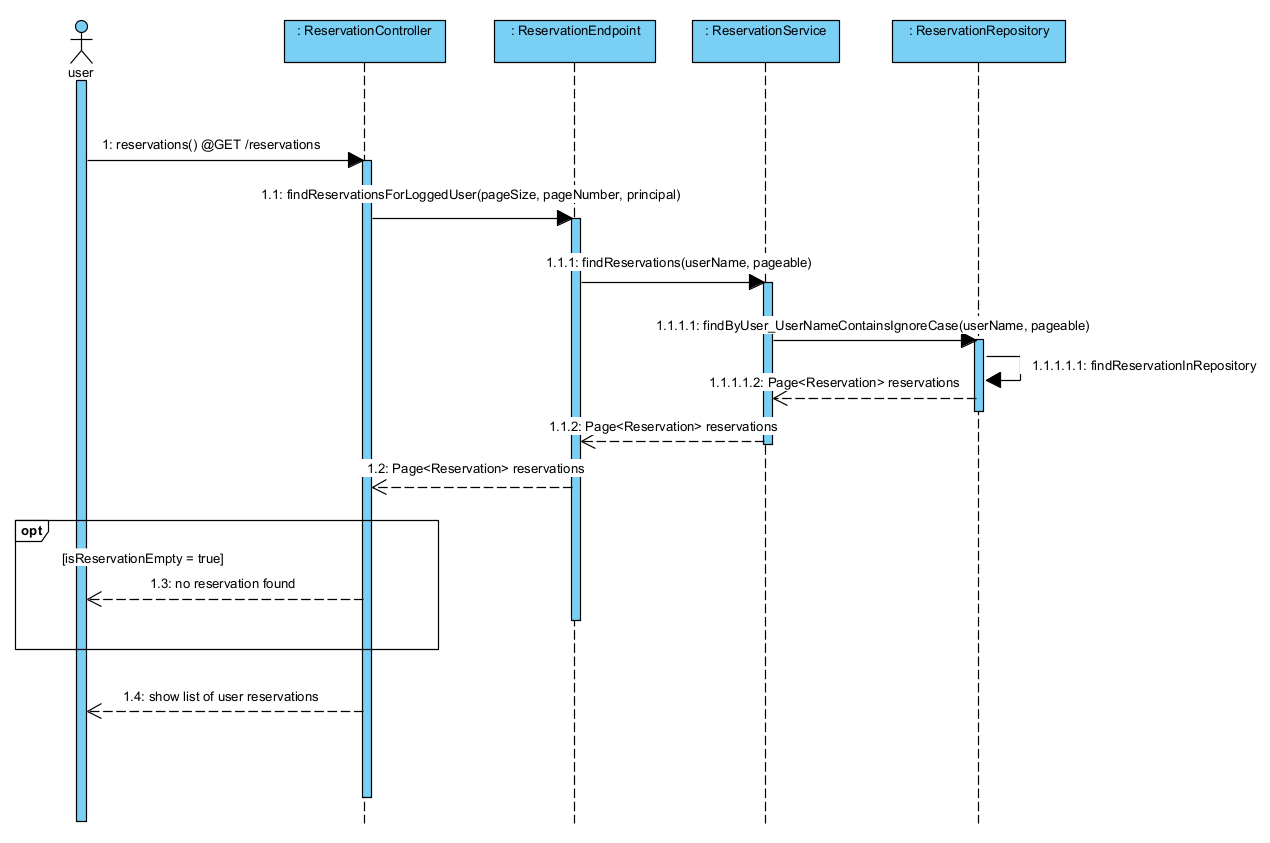 : ReservationController
: ReservationEndpoint
: ReservationService
: ReservationRepository
user
1: reservations() @GET /reservations
1.1: findReservationsForLoggedUser(pageSize, pageNumber, principal)
1.1.1: findReservations(userName, pageable)
1.1.1.1: findByUser_UserNameContainsIgnoreCase(userName, pageable)
1.1.1.1.1: findReservationInRepository
1.1.1.1.2: Page<Reservation> reservations
1.1.2: Page<Reservation> reservations
1.2: Page<Reservation> reservations
opt
[isReservationEmpty = true]
1.3: no reservation found
1.4: show list of user reservations